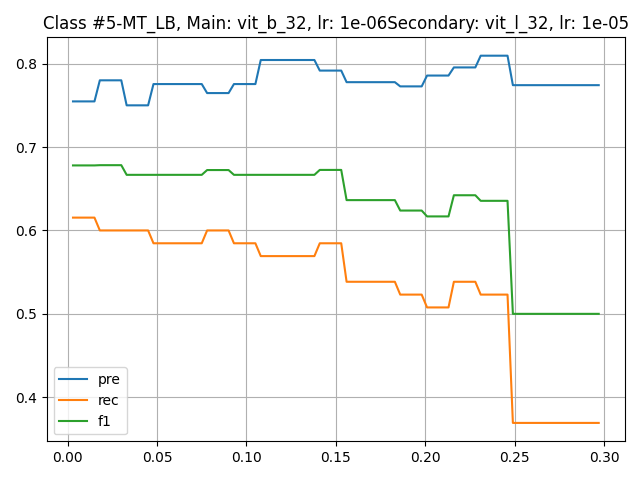 Class #5-MT_LB, Main: vit_b_32, lr: 1e-06Secondary: vit_l_32, lr: 1e-05
0.8
0.7
0.6
0.5
0.4
pre
rec
f1
0.00 0.05 0.10 0.15 0.20 0.25 0.30